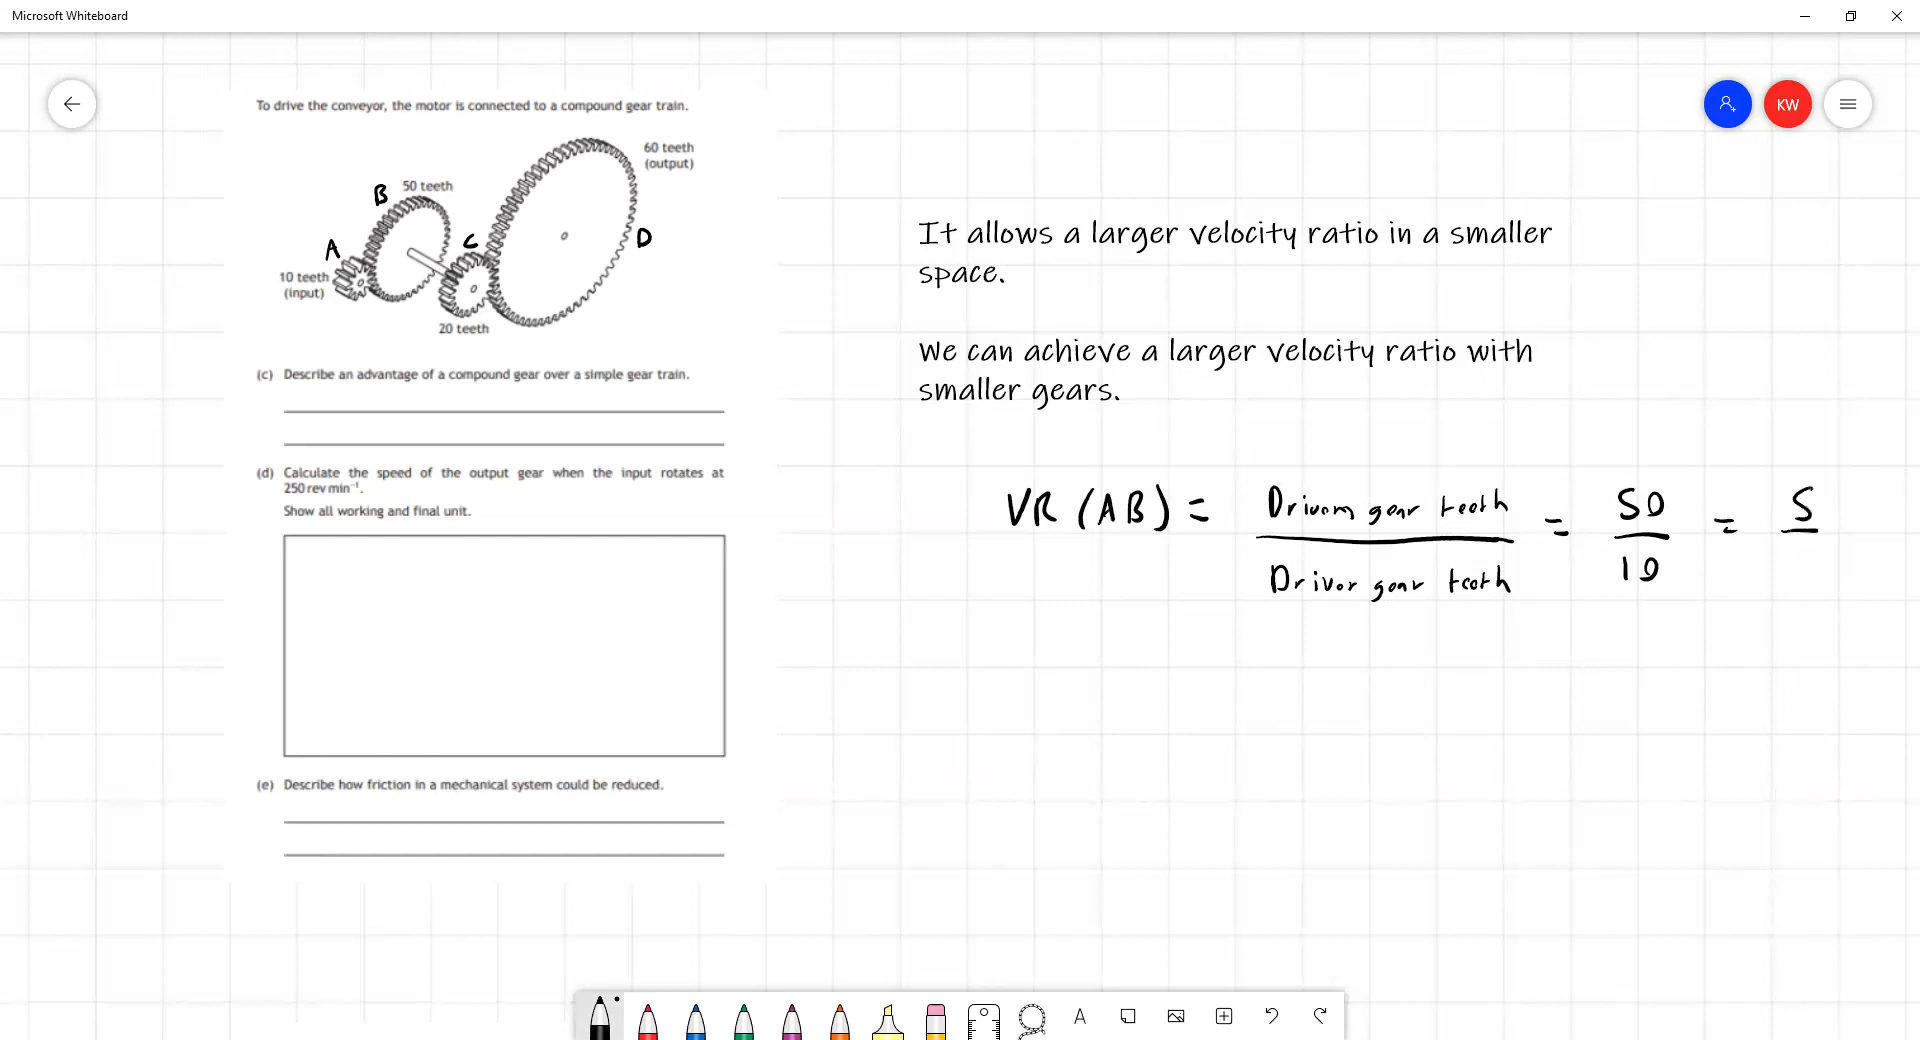 Microsoft Whiteboard
KW
To drive the conveyor, the motor is connected to a compound gear train.
60 teeth
(output)
B 50 teeth
A
C
D
10 teeth
(input)
20 teeth
(c) Describe an advantage of a compound gear over a simple gear train.
(d) Calculate the speed of the output gear when the input rotates at
250 rev min⁻¹.
Show all working and final unit.
(e) Describe how friction in a mechanical system could be reduced.
It allows a larger velocity ratio in a smaller
space.
We can achieve a larger velocity ratio with
smaller gears.
VR (AB) = Driven gear teeth = 50 = 5
Driver gear teeth 10
A